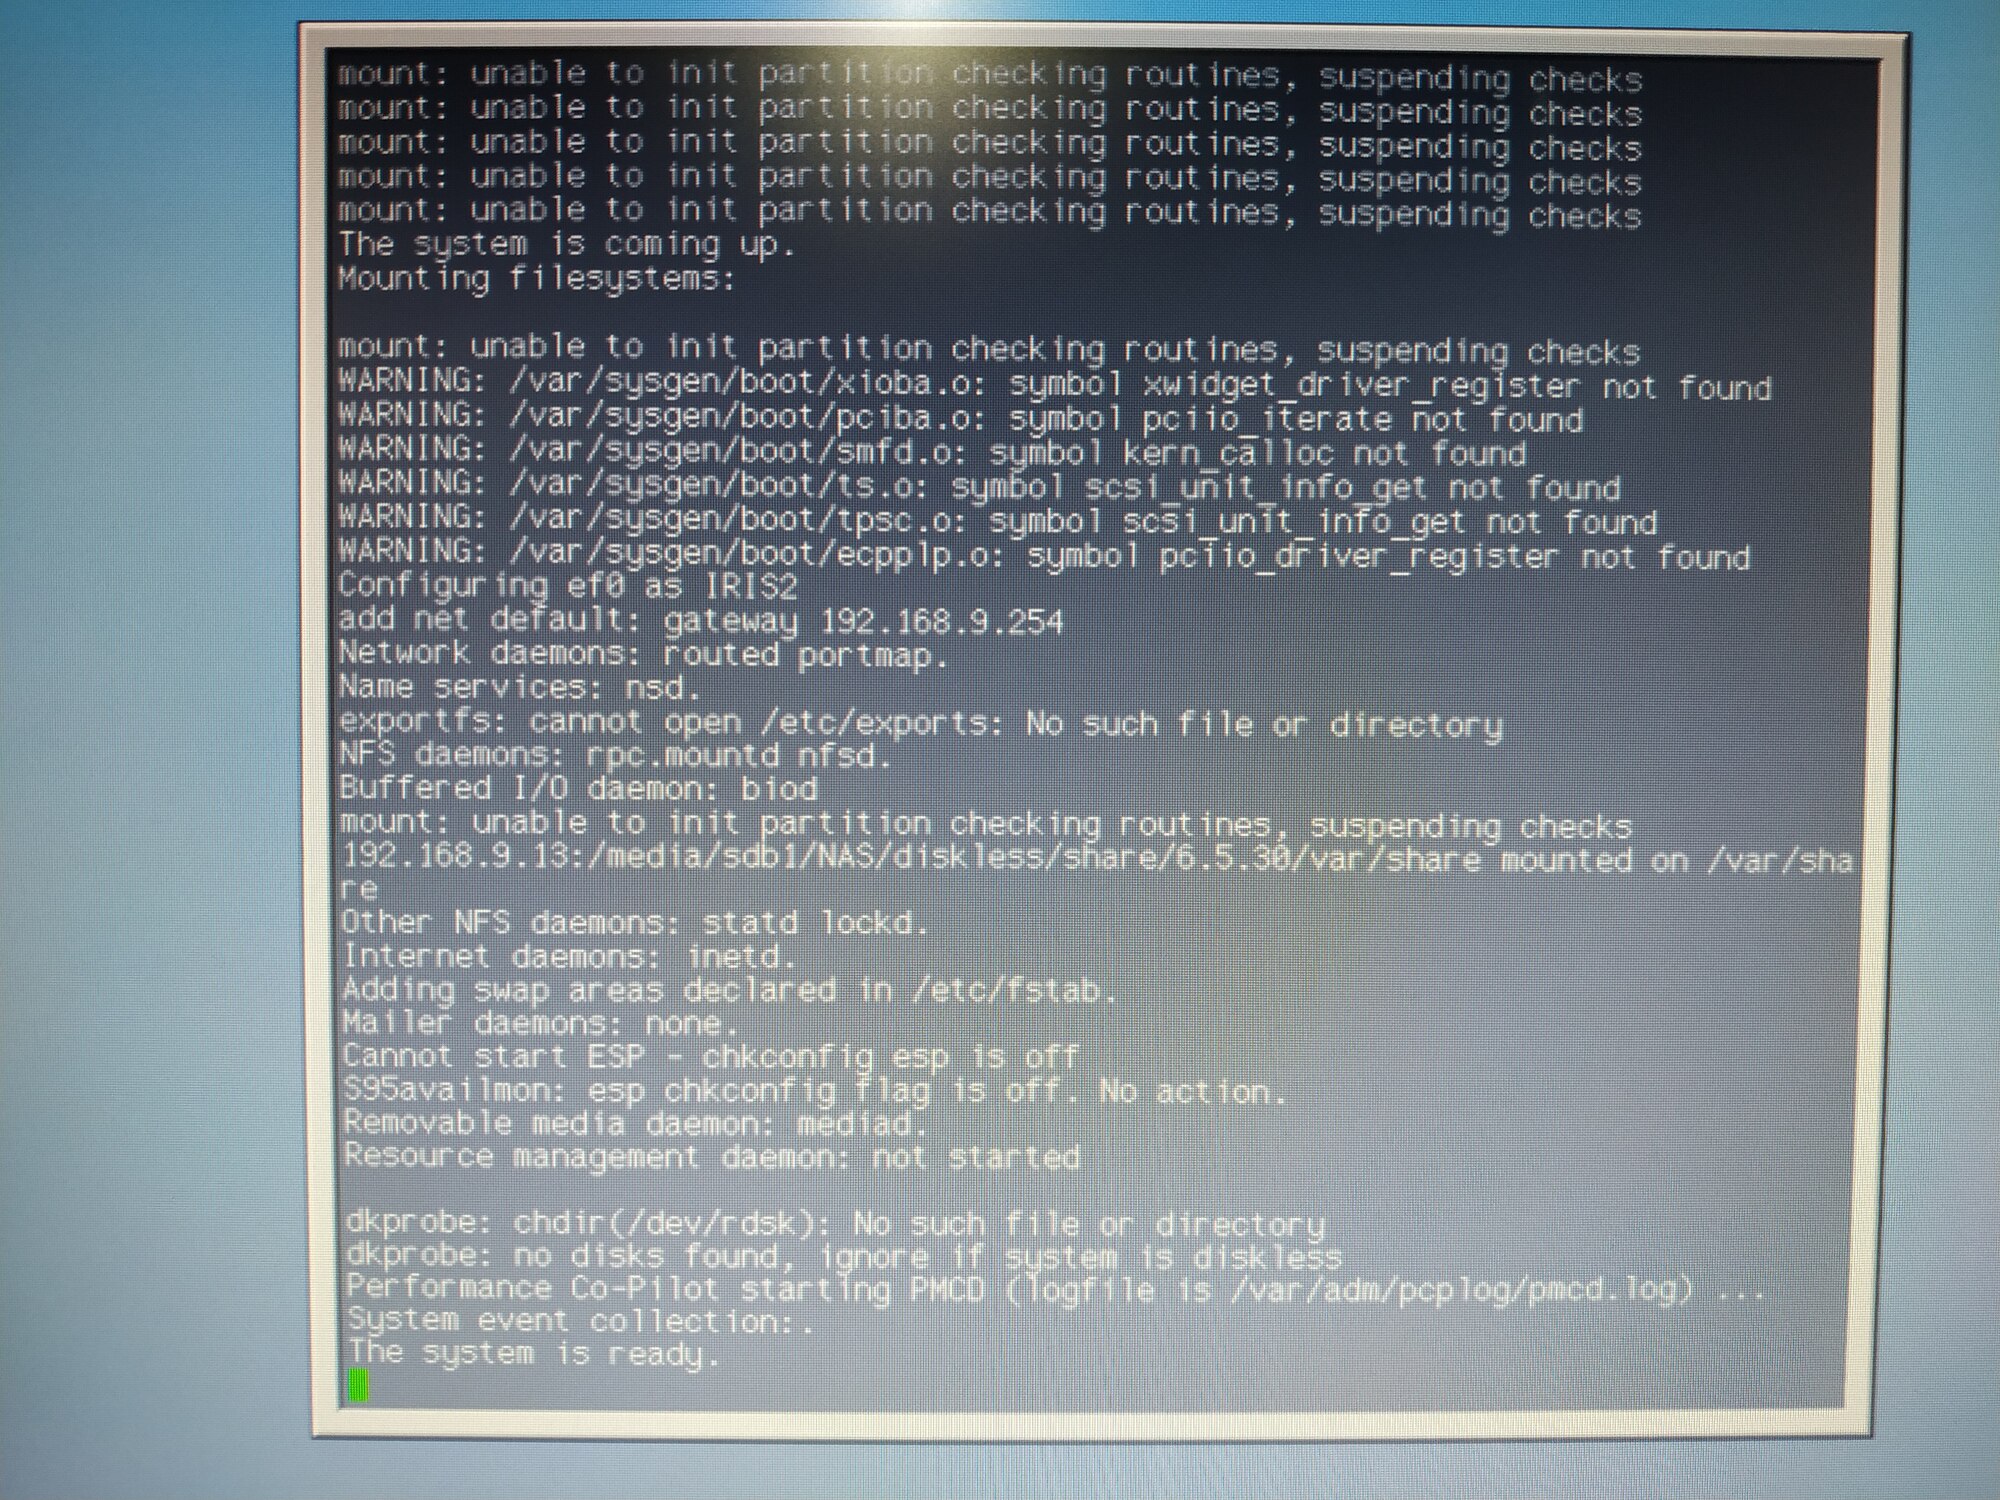 mount: unable to init partition checking routines, suspending checks
mount: unable to init partition checking routines, suspending checks
mount: unable to init partition checking routines, suspending checks
mount: unable to init partition checking routines, suspending checks
mount: unable to init partition checking routines, suspending checks
The system is coming up.
Mounting filesystems:
mount: unable to init partition checking routines, suspending checks
WARNING: /var/sysgen/boot/xioba.o: symbol xwidget_driver_register not found
WARNING: /var/sysgen/boot/pciba.o: symbol pciio_iterate not found
WARNING: /var/sysgen/boot/smfd.o: symbol kern_calloc not found
WARNING: /var/sysgen/boot/ts.o: symbol scsi_unit_info_get not found
WARNING: /var/sysgen/boot/tpsc.o: symbol scsi_unit_info_get not found
WARNING: /var/sysgen/boot/ecpplp.o: symbol pciio_driver_register not found
Configuring ef0 as IRIS2
add net default: gateway 192.168.9.254
Network daemons: routed portmap.
Name services: nsd.
exportfs: cannot open /etc/exports: No such file or directory
NFS daemons: rpc.mountd nfsd.
Buffered I/O daemon: biod
mount: unable to init partition checking routines, suspending checks
192.168.9.13:/media/sdb1/NAS/diskless/share/6.5.30/var/share mounted on /var/sha
re
Other NFS daemons: statd lockd.
Internet daemons: inetd.
Adding swap areas declared in /etc/fstab.
Mailer daemons: none.
Cannot start ESP - chkconfig esp is off
S95availmon: esp chkconfig flag is off. No action.
Removable media daemon: mediad.
Resource management daemon: not started
dkprobe: chdir(/dev/rdsk): No such file or directory
dkprobe: no disks found, ignore if system is diskless
Performance Co-Pilot starting PMCD (logfile is /var/adm/pcplog/pmcd.log) ...
System event collection:.
The system is ready.